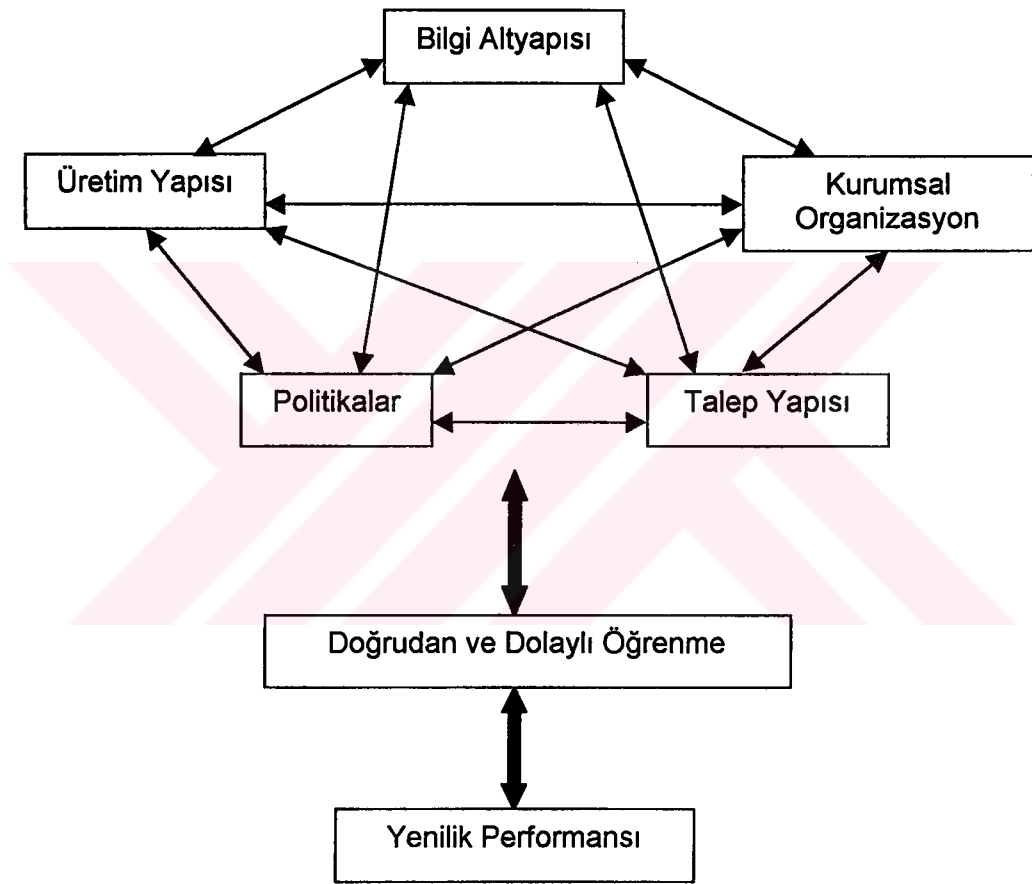 Bilgi Altyapısı
Üretim Yapısı
Kurumsal
Organizasyon
Politikalar
Talep Yapısı
Doğrudan ve Dolaylı Öğrenme
Yenilik Performansı